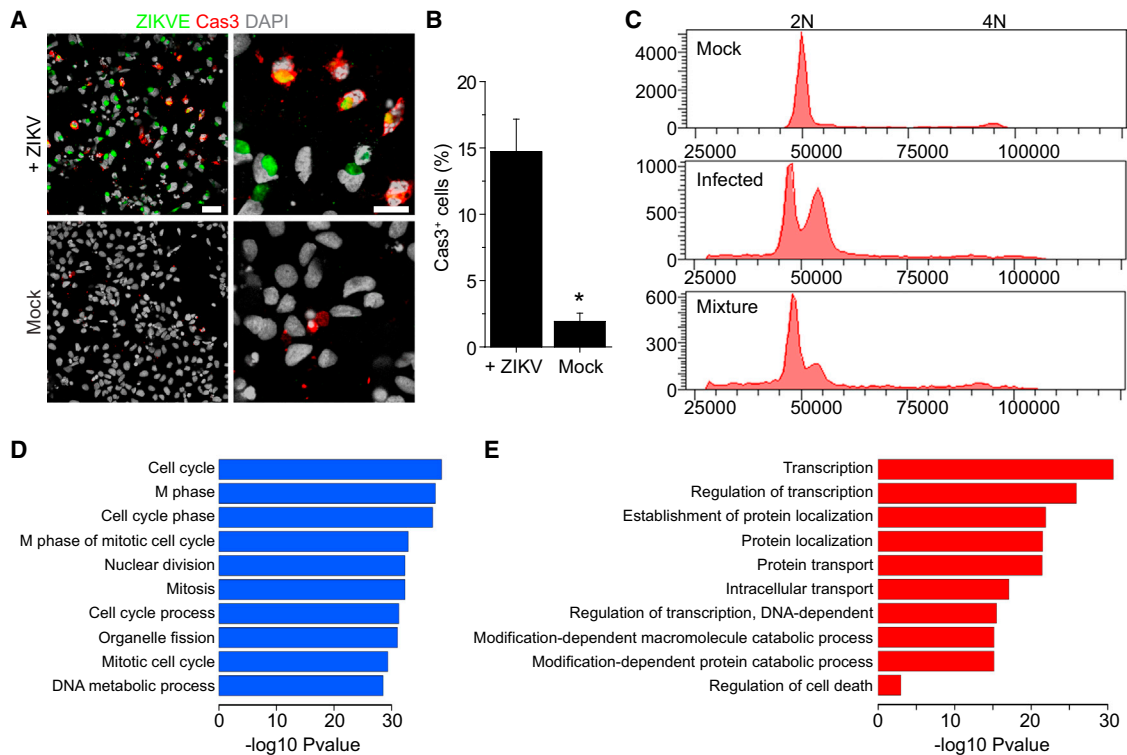 A
ZIKVE Cas3 DAPI
+ ZIKV
Mock
B
Cas3+ cells (%)
20
15
10
5
0
*
+ ZIKV Mock
C
2N 4N
Mock
4000
2000
0
25000 50000 75000 100000
Infected
1000
500
0
25000 50000 75000 100000
Mixture
600
300
0
25000 50000 75000 100000
D
Cell cycle
M phase
Cell cycle phase
M phase of mitotic cell cycle
Nuclear division
Mitosis
Cell cycle process
Organelle fission
Mitotic cell cycle
DNA metabolic process
0 10 20 30
-log10 Pvalue
E
Transcription
Regulation of transcription
Establishment of protein localization
Protein localization
Protein transport
Intracellular transport
Regulation of transcription, DNA-dependent
Modification-dependent macromolecule catabolic process
Modification-dependent protein catabolic process
Regulation of cell death
0 10 20 30
-log10 Pvalue